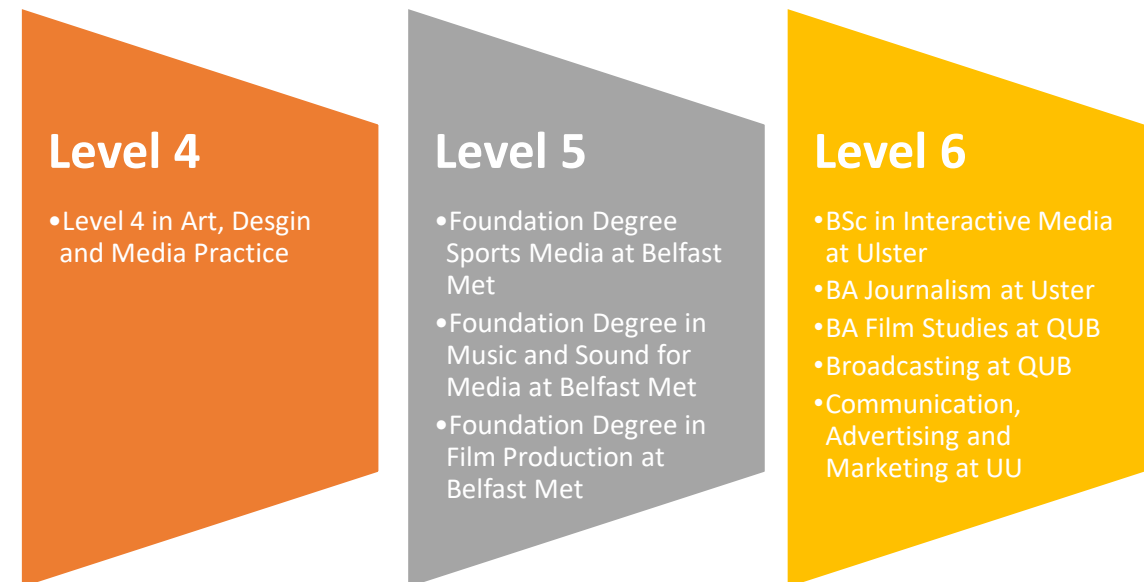 Level 4
•Level 4 in Art, Desgin
and Media Practice
Level 5
•Foundation Degree
Sports Media at Belfast
Met
•Foundation Degree in
Music and Sound for
Media at Belfast Met
•Foundation Degree in
Film Production at
Belfast Met
Level 6
•BSc in Interactive Media
at Ulster
•BA Journalism at Uster
•BA Film Studies at QUB
•Broadcasting at QUB
•Communication,
Advertising and
Marketing at UU